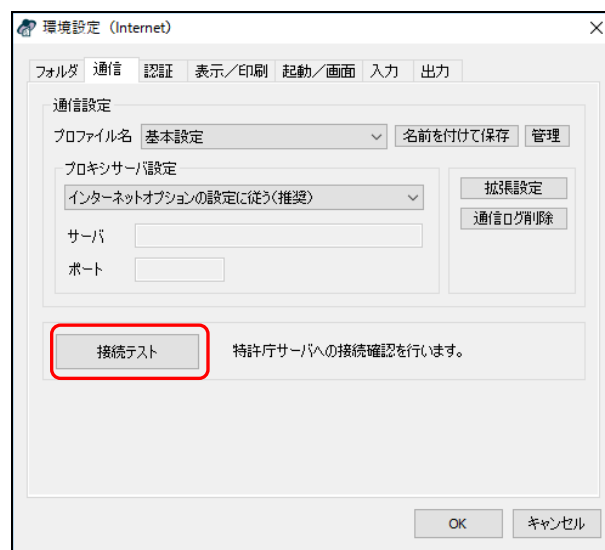 環境設定（Internet）
フォルダ 通信 認証 表示／印刷 起動／画面 入力 出力
通信設定
プロファイル名 基本設定 名前を付けて保存 管理
プロキシサーバ設定
インターネットオプションの設定に従う(推奨) 拡張設定
通信ログ削除
サーバ
ポート
接続テスト 特許庁サーバへの接続確認を行います。
OK キャンセル